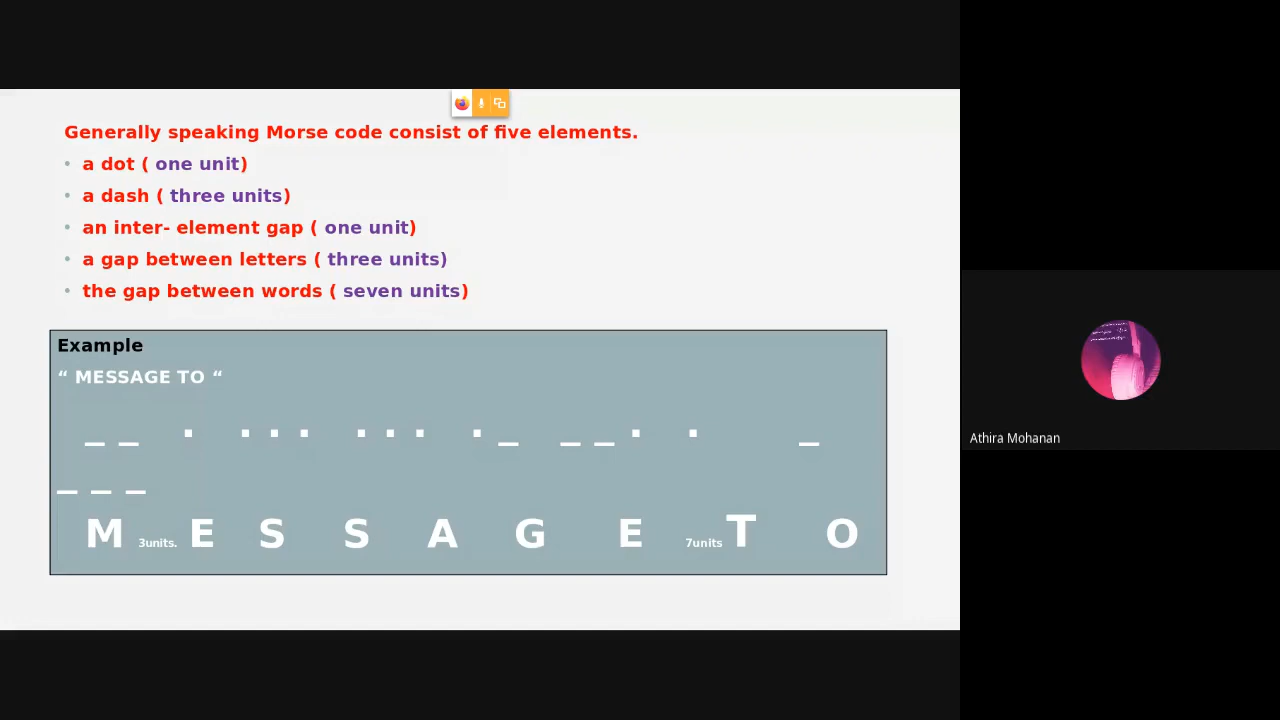 Generally speaking Morse code consist of five elements.
• a dot ( one unit)
• a dash ( three units)
• an inter- element gap ( one unit)
• a gap between letters ( three units)
• the gap between words ( seven units)
Example
“ MESSAGE TO “
_ _ . . . . . . . . _ _ _ . . _
_ _ _
M 3units. E S S A G E 7units T O
Athira Mohanan